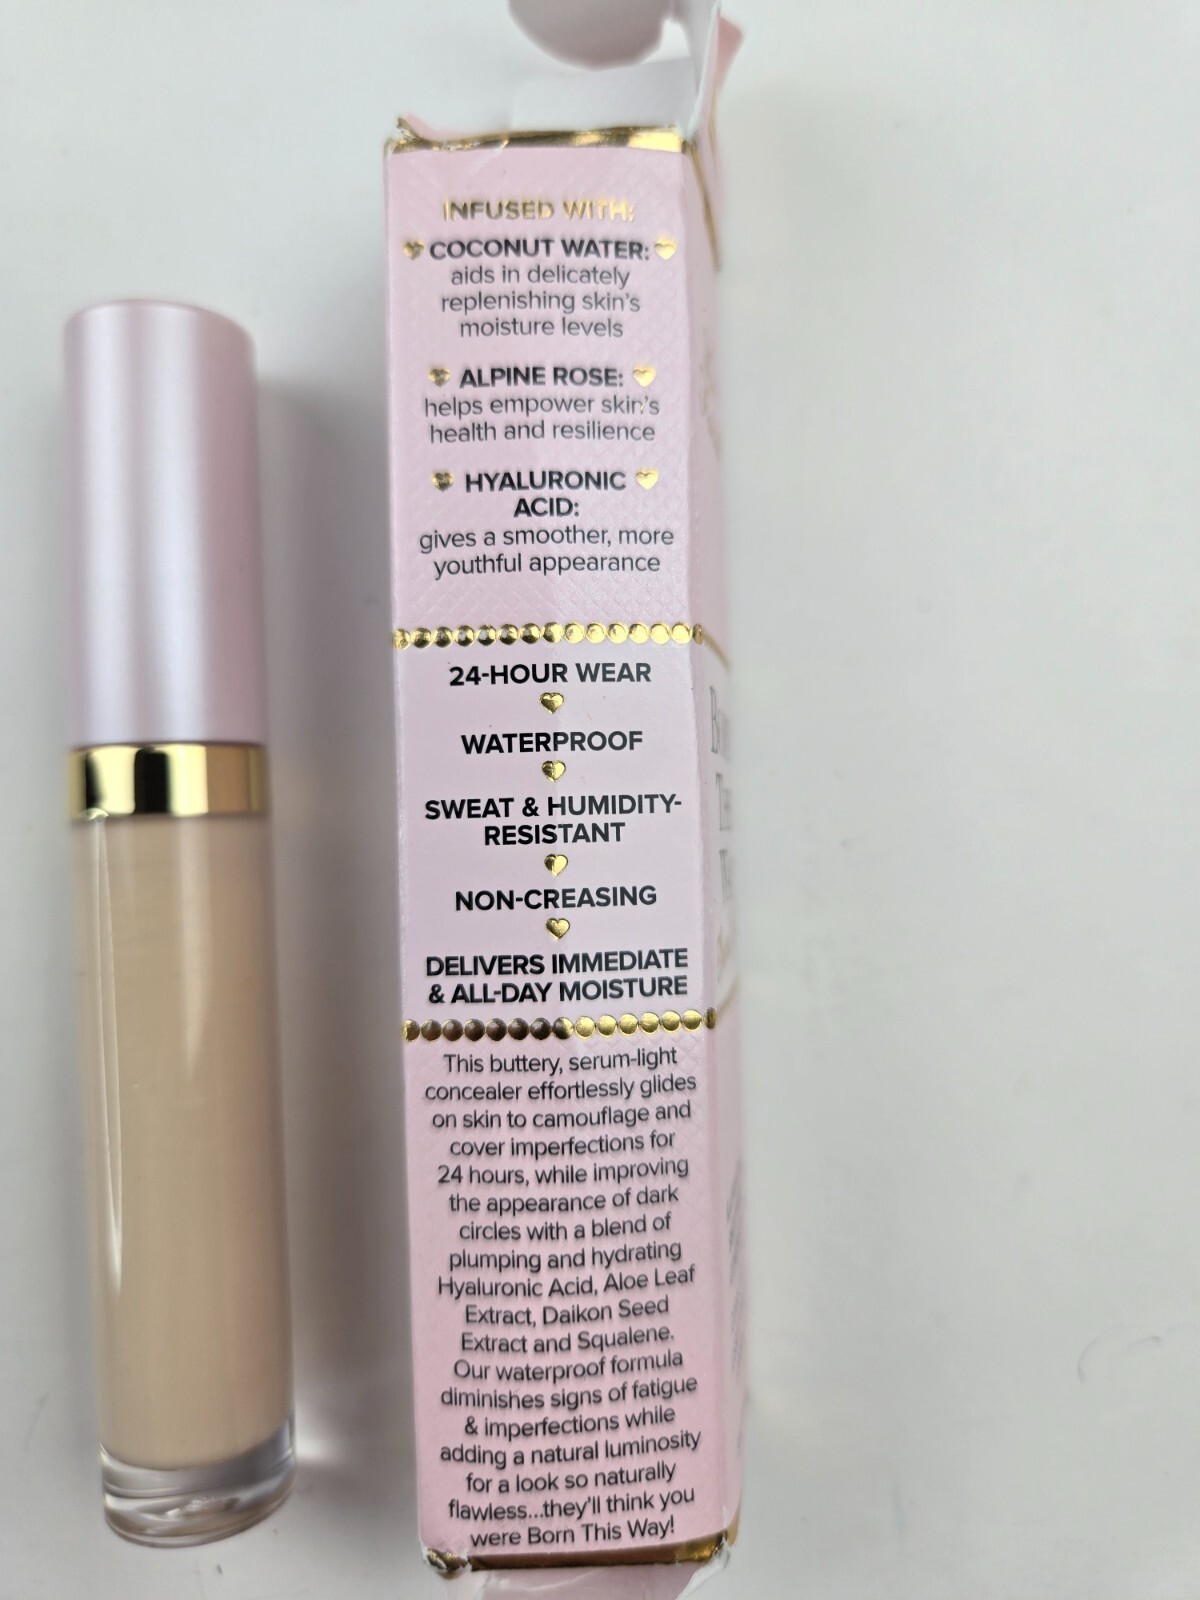 INFUSED WITH:
COCONUT WATER:
aids in delicately
replenishing skin's
moisture levels
ALPINE ROSE:
helps empower skin's
health and resilience
HYALURONIC
ACID:
gives a smoother, more
youthful appearance
24-HOUR WEAR
WATERPROOF
SWEAT & HUMIDITY-
RESISTANT
NON-CREASING
DELIVERS IMMEDIATE
& ALL-DAY MOISTURE
This buttery, serum-light
concealer effortlessly glides
on skin to camouflage and
cover imperfections for
24 hours, while improving
the appearance of dark
circles with a blend of
plumping and hydrating
Hyaluronic Acid, Aloe Leaf
Extract, Daikon Seed
Extract and Squalene.
Our waterproof formula
diminishes signs of fatigue
& imperfections while
adding a natural luminosity
for a look so naturally
flawless...they'll think you
were Born This Way!